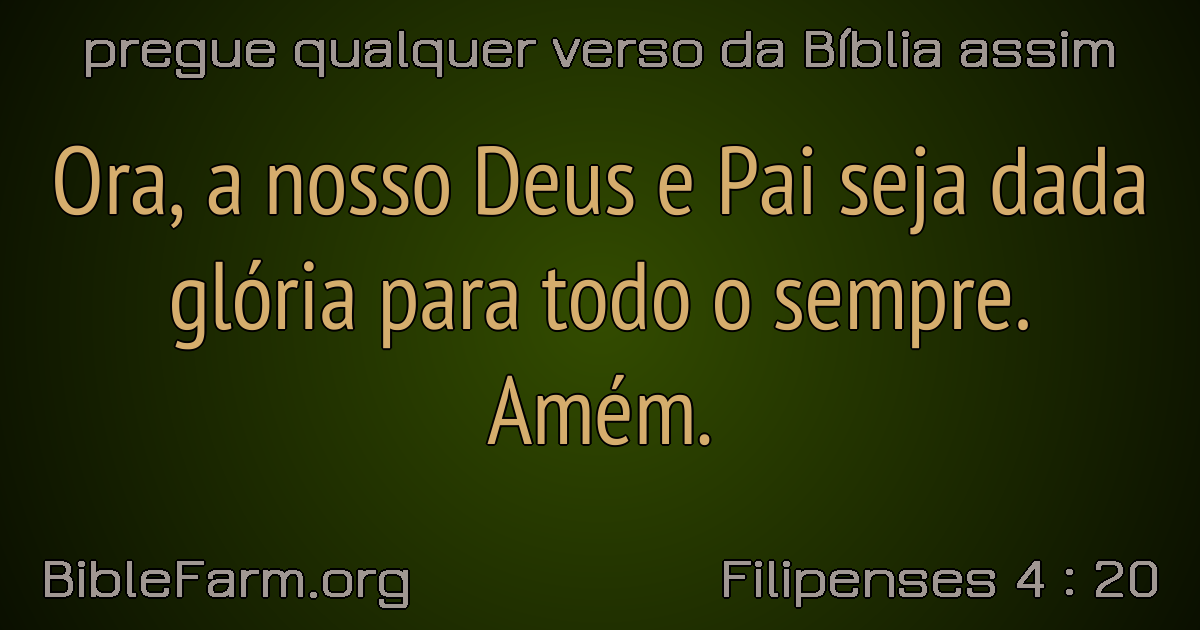 pregue qualquer verso da Bíblia assim
Ora, a nosso Deus e Pai seja dada
glória para todo o sempre.
Amém.
BibleFarm.org
Filipenses 4 : 20